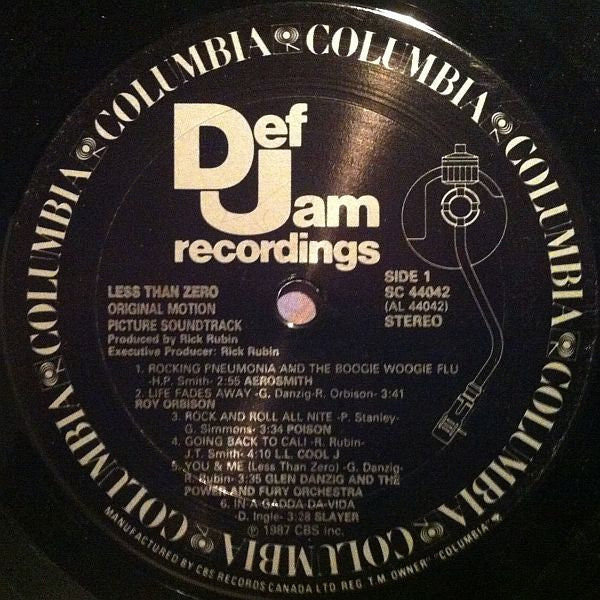 COLUMBIA COLUMBIA COLUMBIA COLUMBIA COLUMBIA COLUMBIA COLUMBIA COLUMBIA
Def
Jam
recordings
SIDE 1
SC 44042
(AL 44042)
STEREO
LESS THAN ZERO
ORIGINAL MOTION
PICTURE SOUNDTRACK
Produced by Rick Rubin
Executive Producer: Rick Rubin
1. ROCKING PNEUMONIA AND THE BOOGIE WOOGIE FLU
-H.P. Smith- 2:55 AEROSMITH
2. LIFE FADES AWAY -G. Danzig-R. Orbison- 3:41
ROY ORBISON
3. ROCK AND ROLL ALL NITE -P. Stanley-
G. Simmons- 3:34 POISON
4. GOING BACK TO CALI -R. Rubin-
J.T. Smith- 4:10 L.L. COOL J
5. YOU & ME (Less Than Zero) -G. Danzig-
R. Rubin- 3:35 GLEN DANZIG AND THE
POWER AND FURY ORCHESTRA
6. IN-A-GADDA-DA-VIDA
-D. Ingle- 3:28 SLAYER
℗ 1987 CBS Inc.
MANUFACTURED BY CBS RECORDS CANADA LTD REG. T.M. OWNER "COLUMBIA"